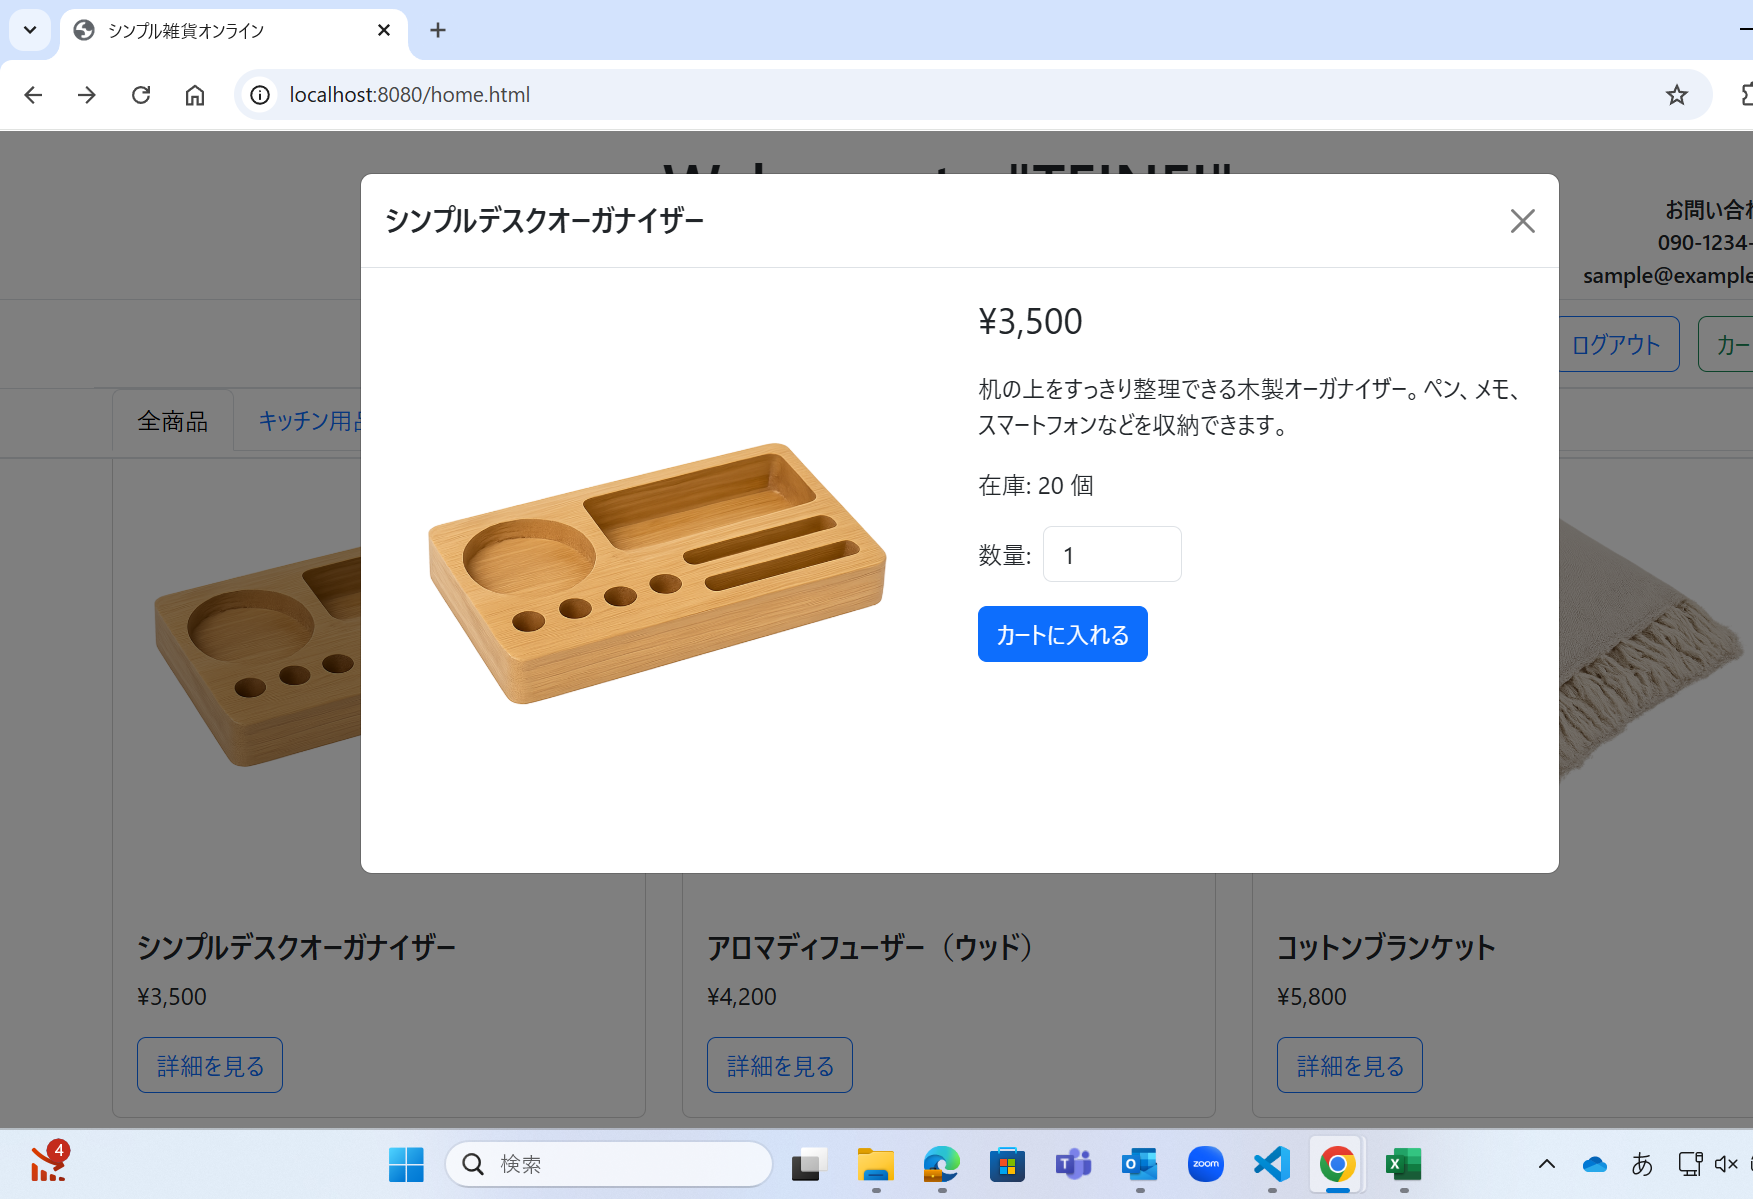 シンプル雑貨オンライン
localhost:8080/home.html
お問い合わ
090-1234-
sample@example
ログアウト
カー
全商品
キッチン用品
シンプルデスクオーガナイザー
¥3,500
机の上をすっきり整理できる木製オーガナイザー。ペン、メモ、
スマートフォンなどを収納できます。
在庫: 20 個
数量: 1
カートに入れる
シンプルデスクオーガナイザー
¥3,500
詳細を見る
アロマディフューザー（ウッド）
¥4,200
詳細を見る
コットンブランケット
¥5,800
詳細を見る
4
検索
zoom
あ